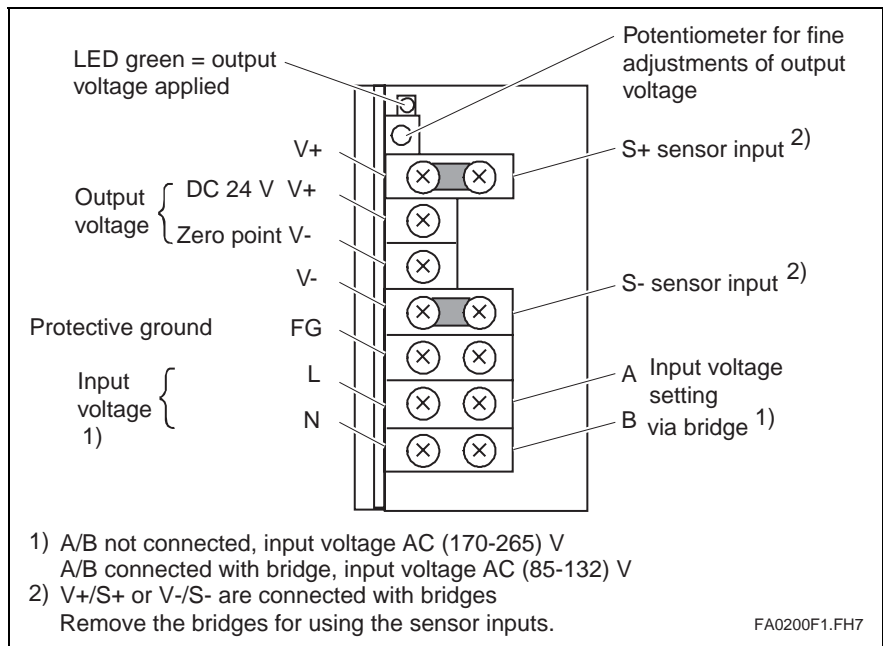 LED green = output
voltage applied
Potentiometer for fine
adjustments of output
voltage
V+
S+ sensor input 2)
Output
voltage
DC 24 V V+
Zero point V-
V-
S- sensor input 2)
Protective ground
FG
Input
voltage
1)
L
N
A
B
Input voltage
setting
via bridge 1)
1) A/B not connected, input voltage AC (170-265) V
A/B connected with bridge, input voltage AC (85-132) V
2) V+/S+ or V-/S- are connected with bridges
Remove the bridges for using the sensor inputs.
FA0200F1.FH7